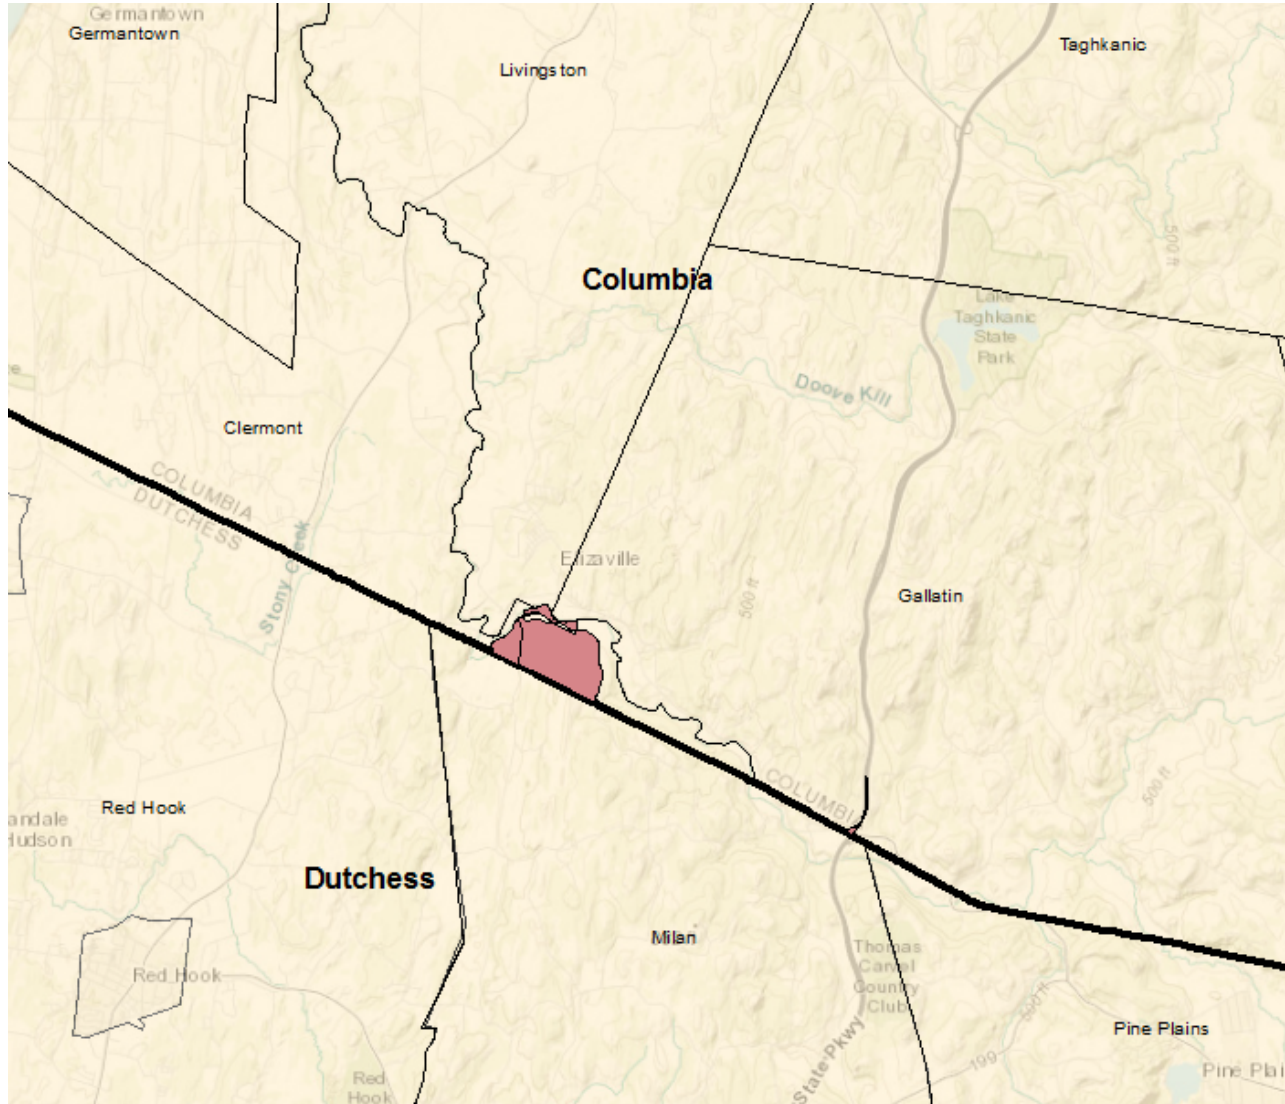 Germantown
Germantown
Livingston
Taghkanic
Columbia
500 ft
Lake
Taghkanic
State
Park
Doove Kill
Clermont
COLUMBIA
DUTCHESS
Stony Creek
Elizaville
500 ft
Gallatin
COLUMBI
500 ft
Red Hook
andale
Hudson
Dutchess
Milan
Thomas
Carvel
Country
Club
Red Hook
500 ft
Pine Plains
199
State Pkwy
Pine Plai
Red
Hook